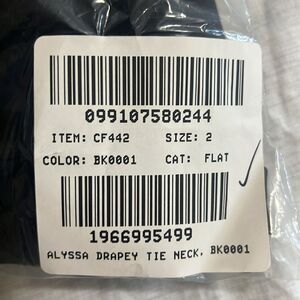 099107580244
ITEM: CF442 SIZE: 2
COLOR: BK0001 CAT: FLAT
1966995499
ALYSSA DRAPEY TIE NECK, BK0001